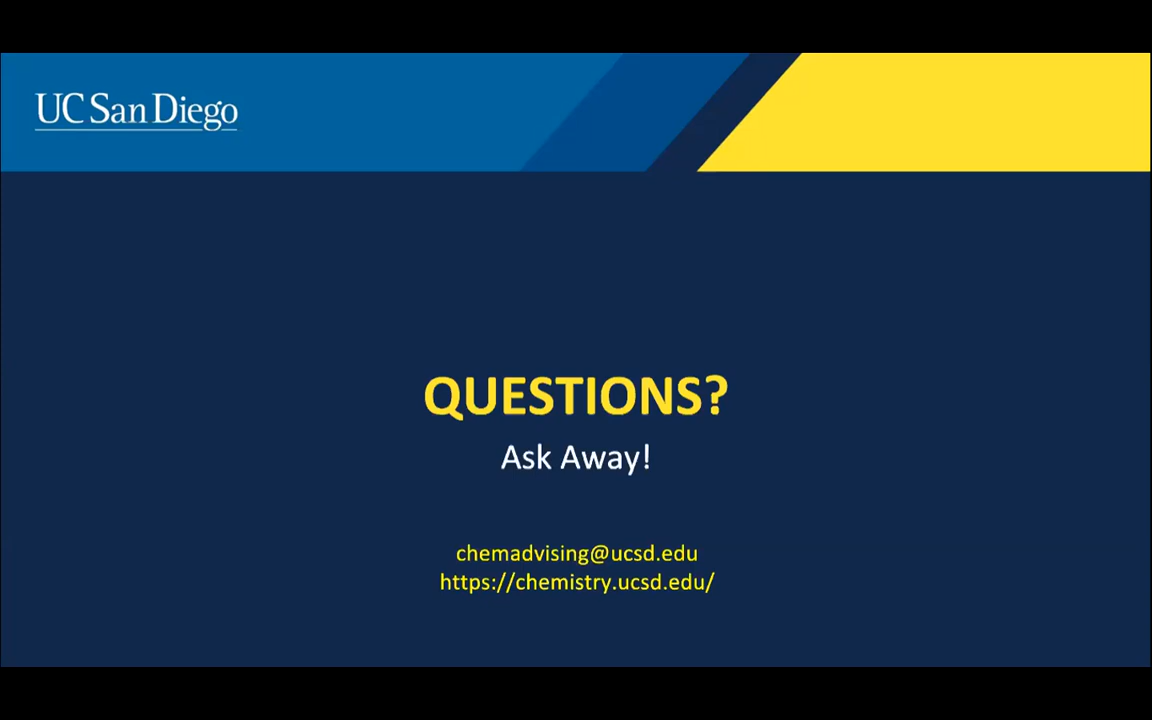 UC San Diego
QUESTIONS?
Ask Away!
chemadvising@ucsd.edu
https://chemistry.ucsd.edu/